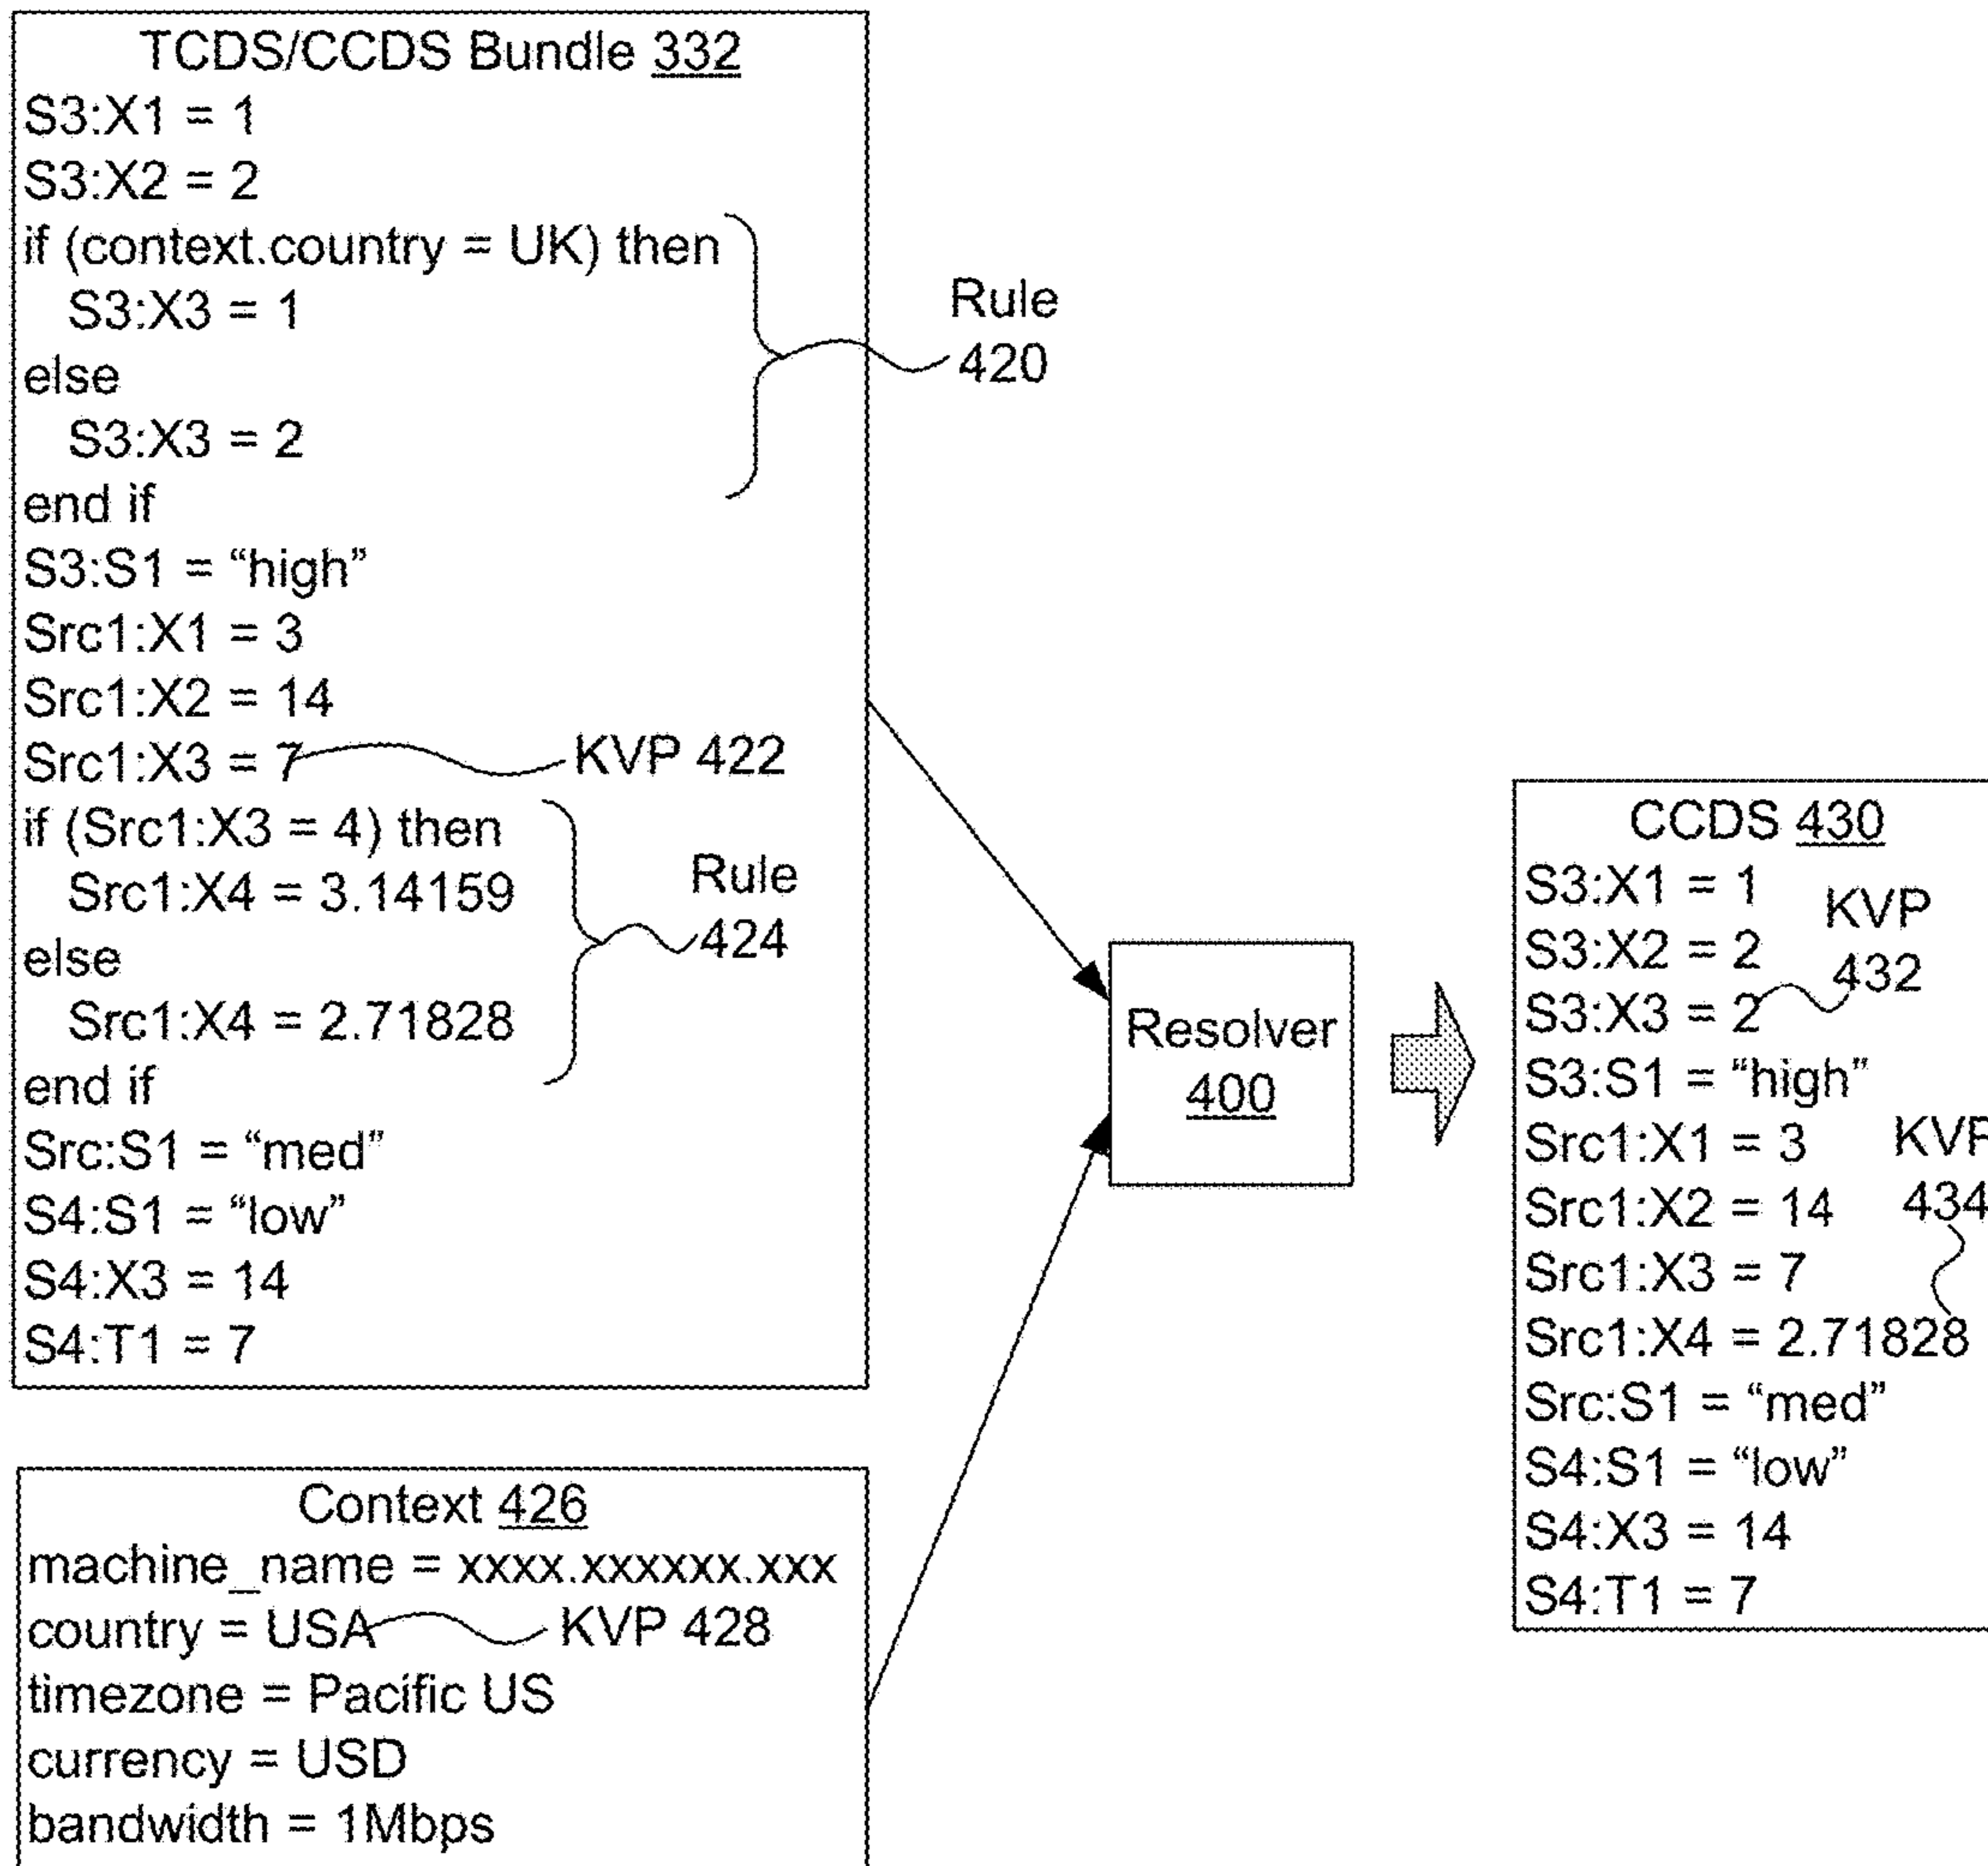 TCDS/CCDS Bundle 332
S3:X1 = 1
S3:X2 = 2
if (context.country = UK) then
S3:X3 = 1
else
S3:X3 = 2
end if
S3:S1 = “high”
Src1:X1 = 3
Src1:X2 = 14
Src1:X3 = 7
if (Src1:X3 = 4) then
Src1:X4 = 3.14159
else
Src1:X4 = 2.71828
end if
Src:S1 = “med”
S4:S1 = “low”
S4:X3 = 14
S4:T1 = 7
Rule
420
KVP 422
Rule
424
Context 426
machine_name = xxxx.xxxxxx.xxx
country = USA
KVP 428
timezone = Pacific US
currency = USD
bandwidth = 1Mbps
Resolver
400
CCDS 430
S3:X1 = 1
S3:X2 = 2
S3:X3 = 2
S3:S1 = “high”
Src1:X1 = 3
Src1:X2 = 14
Src1:X3 = 7
Src1:X4 = 2.71828
Src:S1 = “med”
S4:S1 = “low”
S4:X3 = 14
S4:T1 = 7
KVP
432
KVP
434